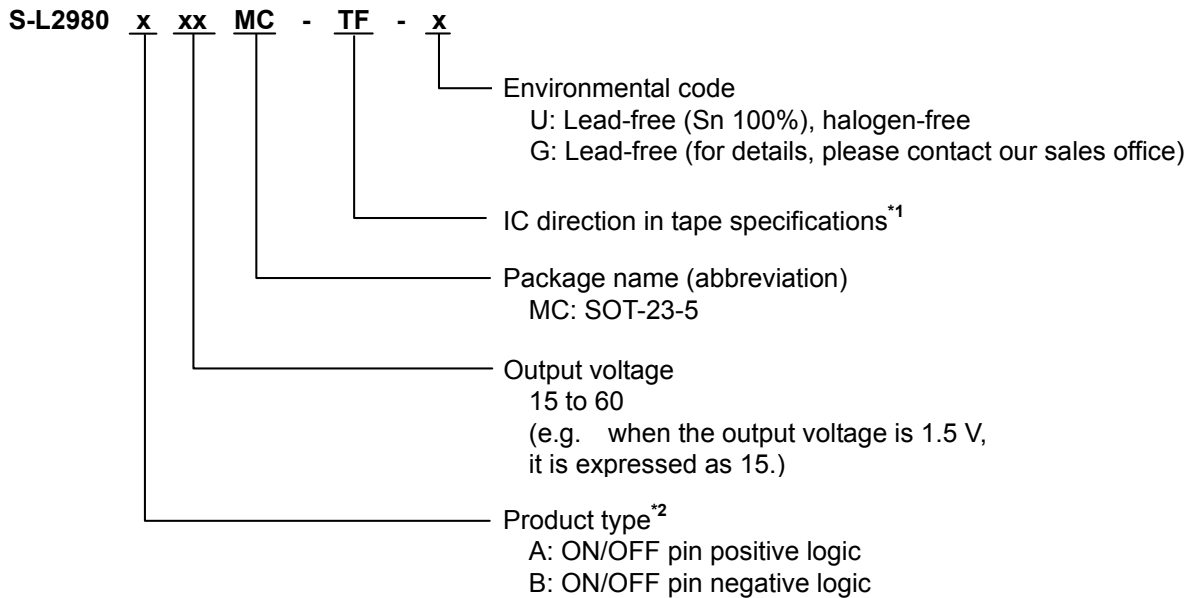 S-L2980 x xx MC - TF - x
Environmental code
U: Lead-free (Sn 100%), halogen-free
G: Lead-free (for details, please contact our sales office)
IC direction in tape specifications*1
Package name (abbreviation)
MC: SOT-23-5
Output voltage
15 to 60
(e.g. when the output voltage is 1.5 V,
it is expressed as 15.)
Product type*2
A: ON/OFF pin positive logic
B: ON/OFF pin negative logic